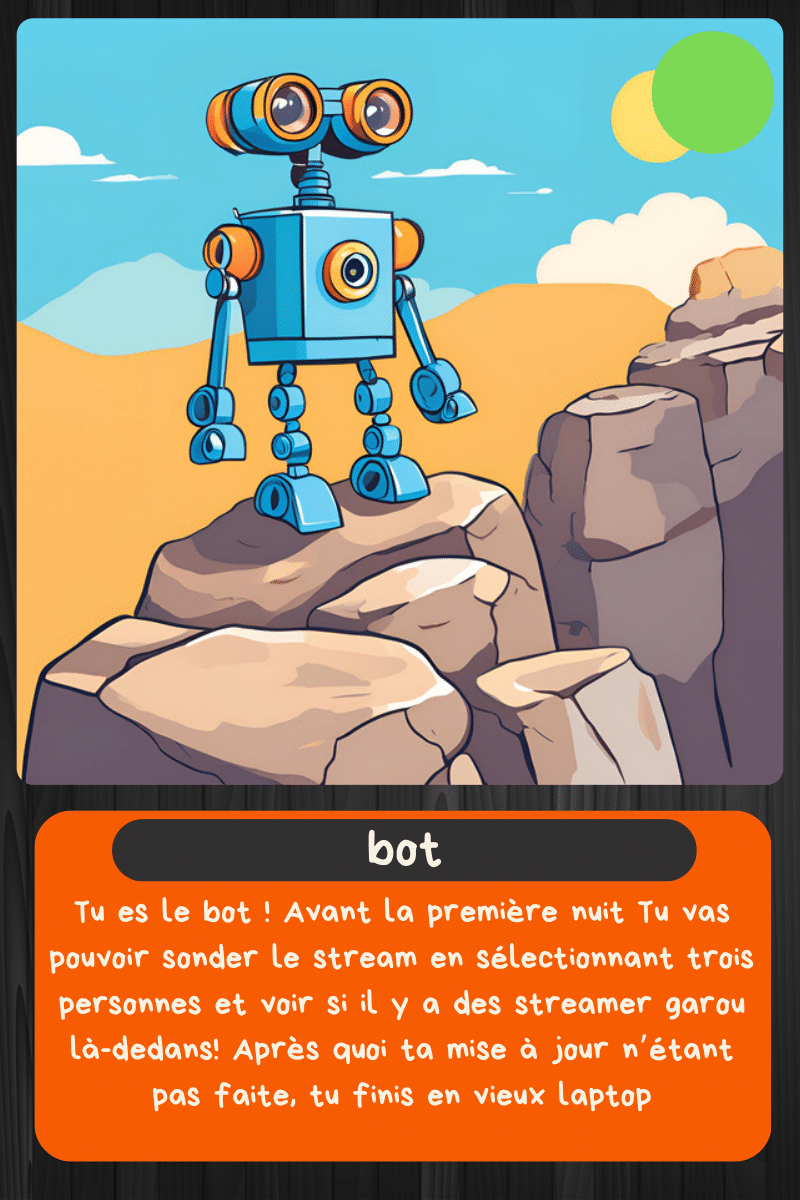 bot
Tu es le bot ! Avant la première nuit Tu vas
pouvoir sonder le stream en sélectionnant trois
personnes et voir si il y a des streamer garou
là-dedans! Après quoi ta mise à jour n'étant
pas faite, tu finis en vieux laptop